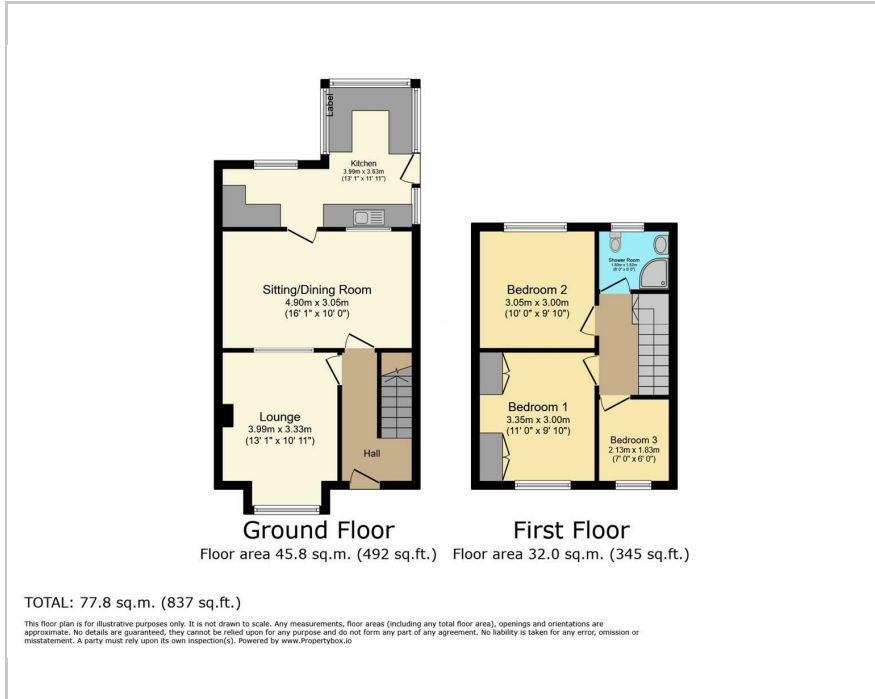 Label
Kitchen
3.99m x 3.63m
(13' 1" x 11' 11")
Sitting/Dining Room
4.90m x 3.05m
(16' 1" x 10' 0")
Lounge
3.99m x 3.33m
(13' 1" x 10' 11")
Hall
Ground Floor
Floor area 45.8 sq.m. (492 sq.ft.)
Shower Room
1.83m x 1.52m
(6' 0" x 5' 0")
Bedroom 2
3.05m x 3.00m
(10' 0" x 9' 10")
Bedroom 1
3.35m x 3.00m
(11' 0" x 9' 10")
Bedroom 3
2.13m x 1.83m
(7' 0" x 6' 0")
First Floor
Floor area 32.0 sq.m. (345 sq.ft.)
TOTAL: 77.8 sq.m. (837 sq.ft.)
This floor plan is for illustrative purposes only. It is not drawn to scale. Any measurements, floor areas (including any total floor area), openings and orientations are
approximate. No details are guaranteed, they cannot be relied upon for any purpose and do not form any part of any agreement. No liability is taken for any error, omission or
misstatement. A party must rely upon its own inspection(s). Powered by www.Propertybox.io